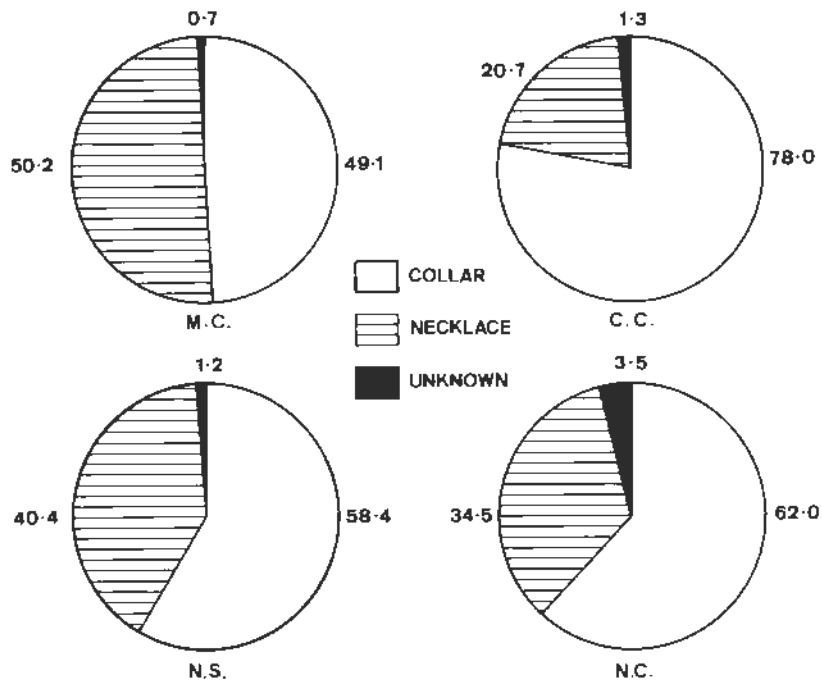 0·7
50·2
49·1
M.C.
1·3
20·7
78·0
C.C.
COLLAR
NECKLACE
UNKNOWN
1·2
40·4
58·4
N.S.
3·5
34·5
62·0
N.C.